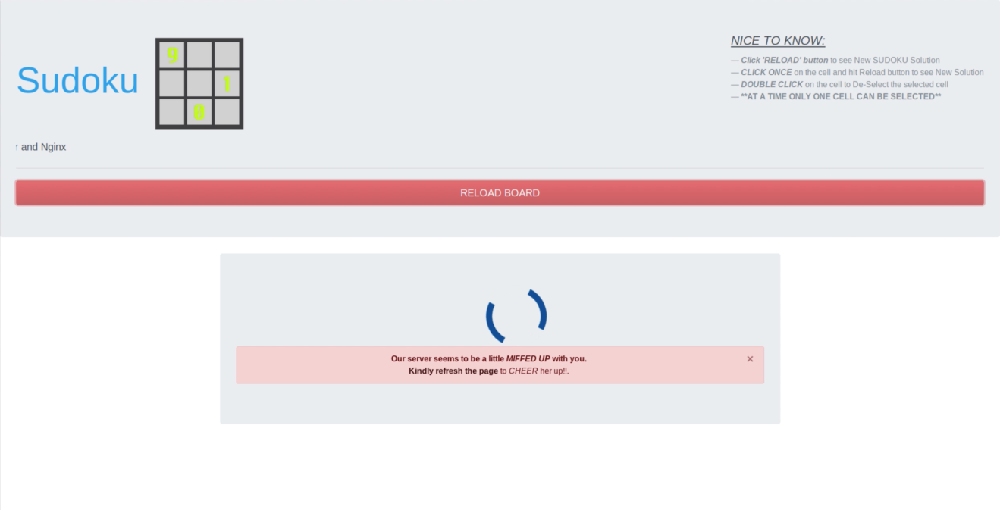 Sudoku
9
1
8
NICE TO KNOW:
— Click 'RELOAD' button to see New SUDOKU Solution
— CLICK ONCE on the cell and hit Reload button to see New Solution
— DOUBLE CLICK on the cell to De-Select the selected cell
— **AT A TIME ONLY ONE CELL CAN BE SELECTED**
r and Nginx
RELOAD BOARD
Our server seems to be a little MIFFED UP with you.
Kindly refresh the page to CHEER her up!!.
×